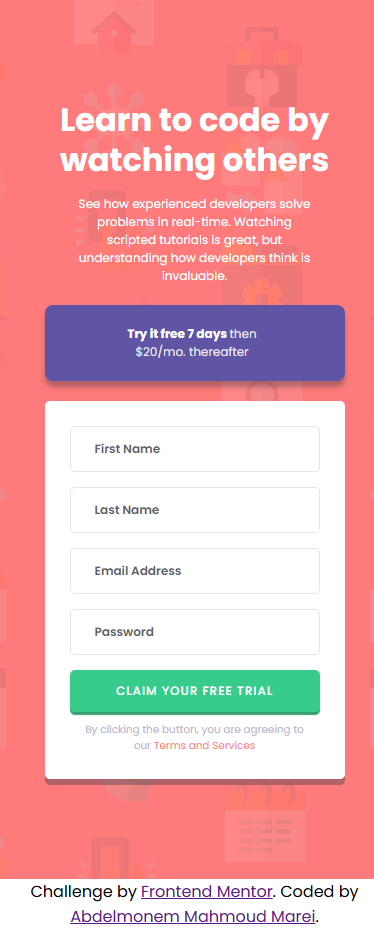 Learn to code by
watching others
See how experienced developers solve
problems in real-time. Watching
scripted tutorials is great, but
understanding how developers think is
invaluable.
Try it free 7 days then
$20/mo. thereafter
First Name
Last Name
Email Address
Password
CLAIM YOUR FREE TRIAL
By clicking the button, you are agreeing to
our Terms and Services
Challenge by Frontend Mentor. Coded by
Abdelmonem Mahmoud Marei.